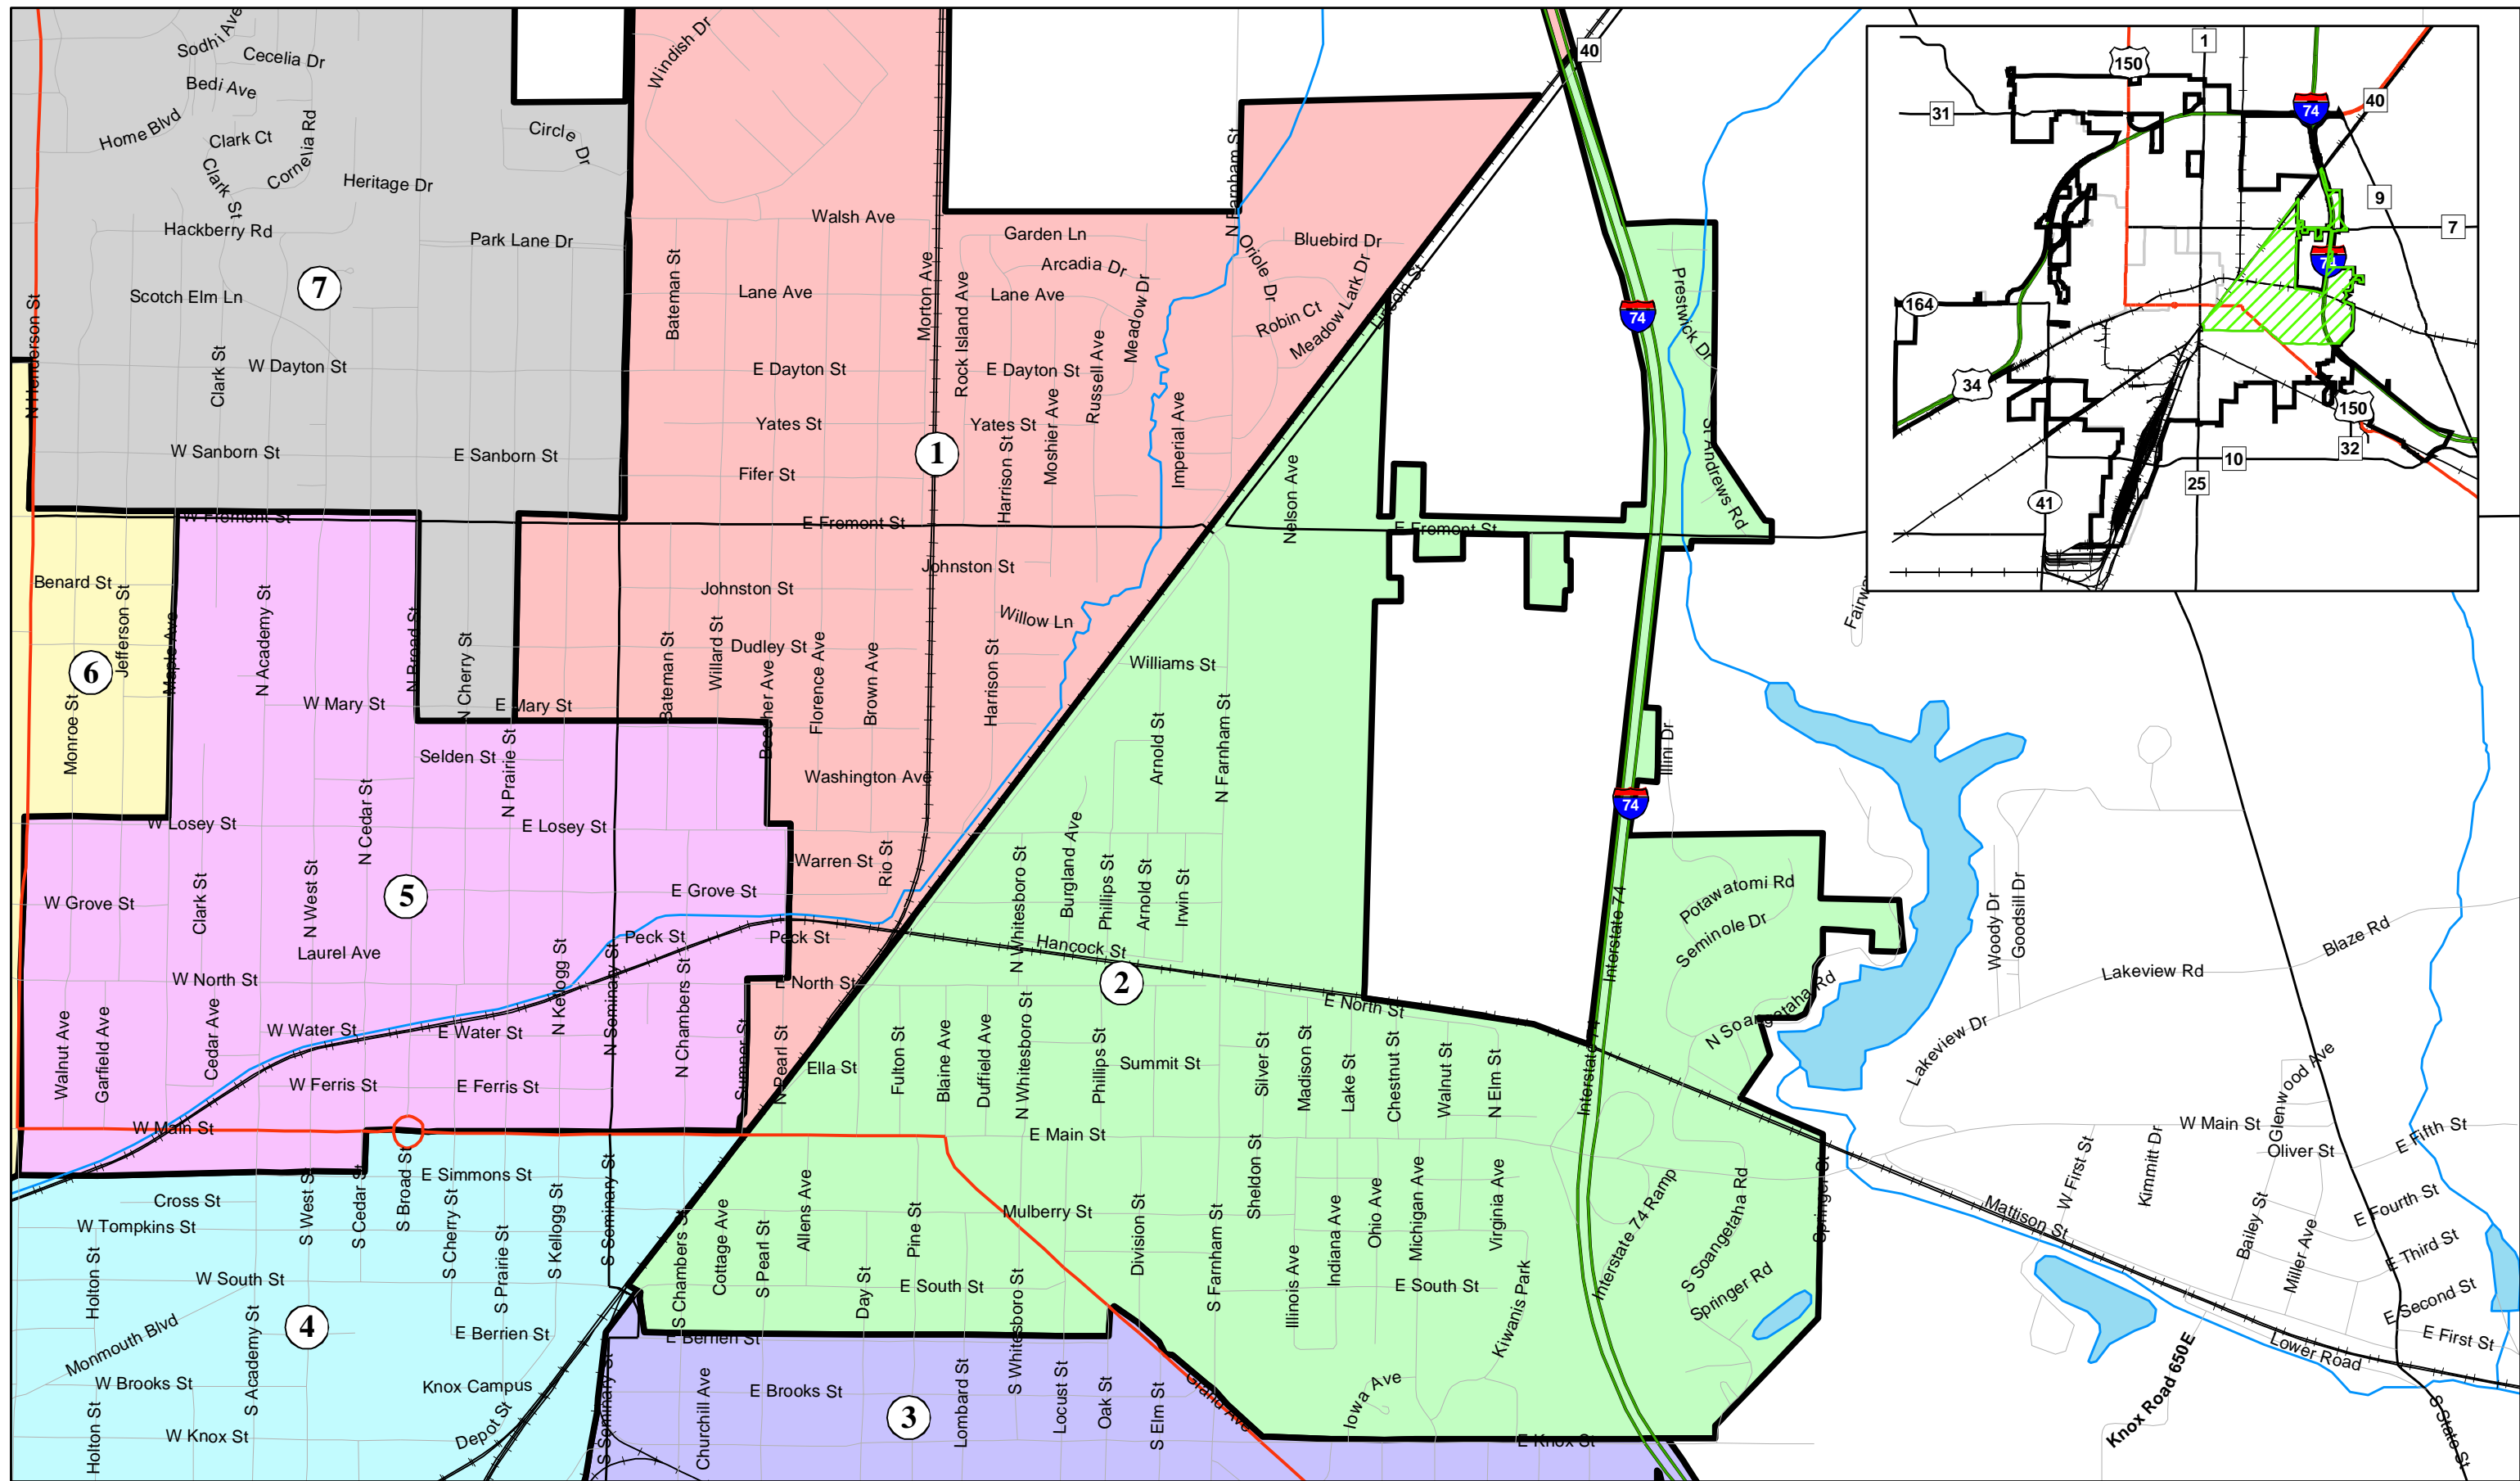 Sodhi Ave
Cecelia Dr
Bedi Ave
Home Blvd
Clark Ct
Cornelia Rd
Clark St
Circle Dr
Heritage Dr
Hackberry Rd
Park Lane Dr
7
Scotch Elm Ln
N Henderson St
Clark St
W Dayton St
W Sanborn St
E Sanborn St
W Fremont St
Windish Dr
Walsh Ave
Bateman St
Lane Ave
Morton Ave
Rock Island Ave
Garden Ln
Arcadia Dr
Lane Ave
Meadow Dr
Russell Ave
E Dayton St
E Dayton St
Yates St
Yates St
Moshier Ave
Harrison St
Imperial Ave
1
Fifer St
E Fremont St
N Farnham St
Oriole Dr
Bluebird Dr
Robin Ct
Meadow Lark Dr
Lincoln St
40
74
Prestwick Dr
St Andrews Rd
Nelson Ave
E Fremont St
1
150
31
74
40
9
7
74
164
34
150
32
10
25
41
Benard St
Jefferson St
Maple Ave
6
Monroe St
N Academy St
N Broad St
N Cherry St
W Mary St
E Mary St
Selden St
N Prairie St
N Cedar St
W Losey St
E Losey St
Johnston St
Johnston St
Willow Ln
Bateman St
Willard St
Dudley St
Beecher Ave
Florence Ave
Brown Ave
Harrison St
Washington Ave
Williams St
Arnold St
N Farnham St
Illini Dr
74
Warren St
Rio St
E Grove St
W Grove St
Clark St
N West St
5
Laurel Ave
W North St
Peck St
Peck St
N Kellogg St
N Seminary St
N Chambers St
E North St
Walnut Ave
Garfield Ave
Cedar Ave
W Water St
E Water St
W Ferris St
E Ferris St
Sumner St
N Pearl St
W Main St
N Whitesboro St
Burgland Ave
Phillips St
Arnold St
Irwin St
Hancock St
2
E North St
Ella St
Fulton St
Blaine Ave
Duffield Ave
N Whitesboro St
Phillips St
Summit St
Silver St
Madison St
Lake St
Chestnut St
Walnut St
N Elm St
E Main St
Interstate 74
Interstate 74
Potawatomi Rd
Seminole Dr
N Soangetaha Rd
Woody Dr
Goodsill Dr
Lakeview Rd
Blaze Rd
Lakeview Dr
W Main St
Glenwood Ave
Oliver St
E Fifth St
E Fourth St
E Third St
E Second St
E First St
W First St
Kimmitt Dr
Bailey St
Miller Ave
Mattison St
Lower Road
Knox Road 650E
S State St
Springer St
S Soangetaha Rd
Springer Rd
Interstate 74 Ramp
E Simmons St
Cross St
W Tompkins St
S West St
S Cedar St
S Broad St
S Cherry St
S Prairie St
S Kellogg St
S Seminary St
Holton St
W South St
4
Monmouth Blvd
S Academy St
E Berrien St
W Brooks St
Knox Campus
W Knox St
Depot St
Holton St
S Chambers St
Cottage Ave
S Pearl St
Allens Ave
Day St
Pine St
E South St
Mulberry St
S Whitesboro St
Division St
S Farnham St
Sheldon St
Illinois Ave
Indiana Ave
Ohio Ave
Michigan Ave
Virginia Ave
E South St
Kiwanis Park
Iowa Ave
E Berrien St
S Seminary St
Churchill Ave
E Brooks St
3
Lombard St
Locust St
Oak St
S Elm St
Grand Ave
E Knox St